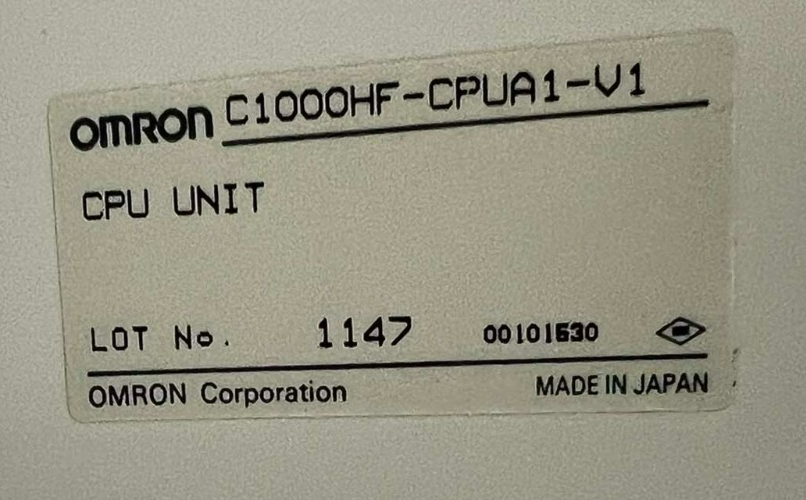 OMRON C1000HF-CPUA1-V1
CPU UNIT
LOT No. 1147 00101630
OMRON Corporation MADE IN JAPAN